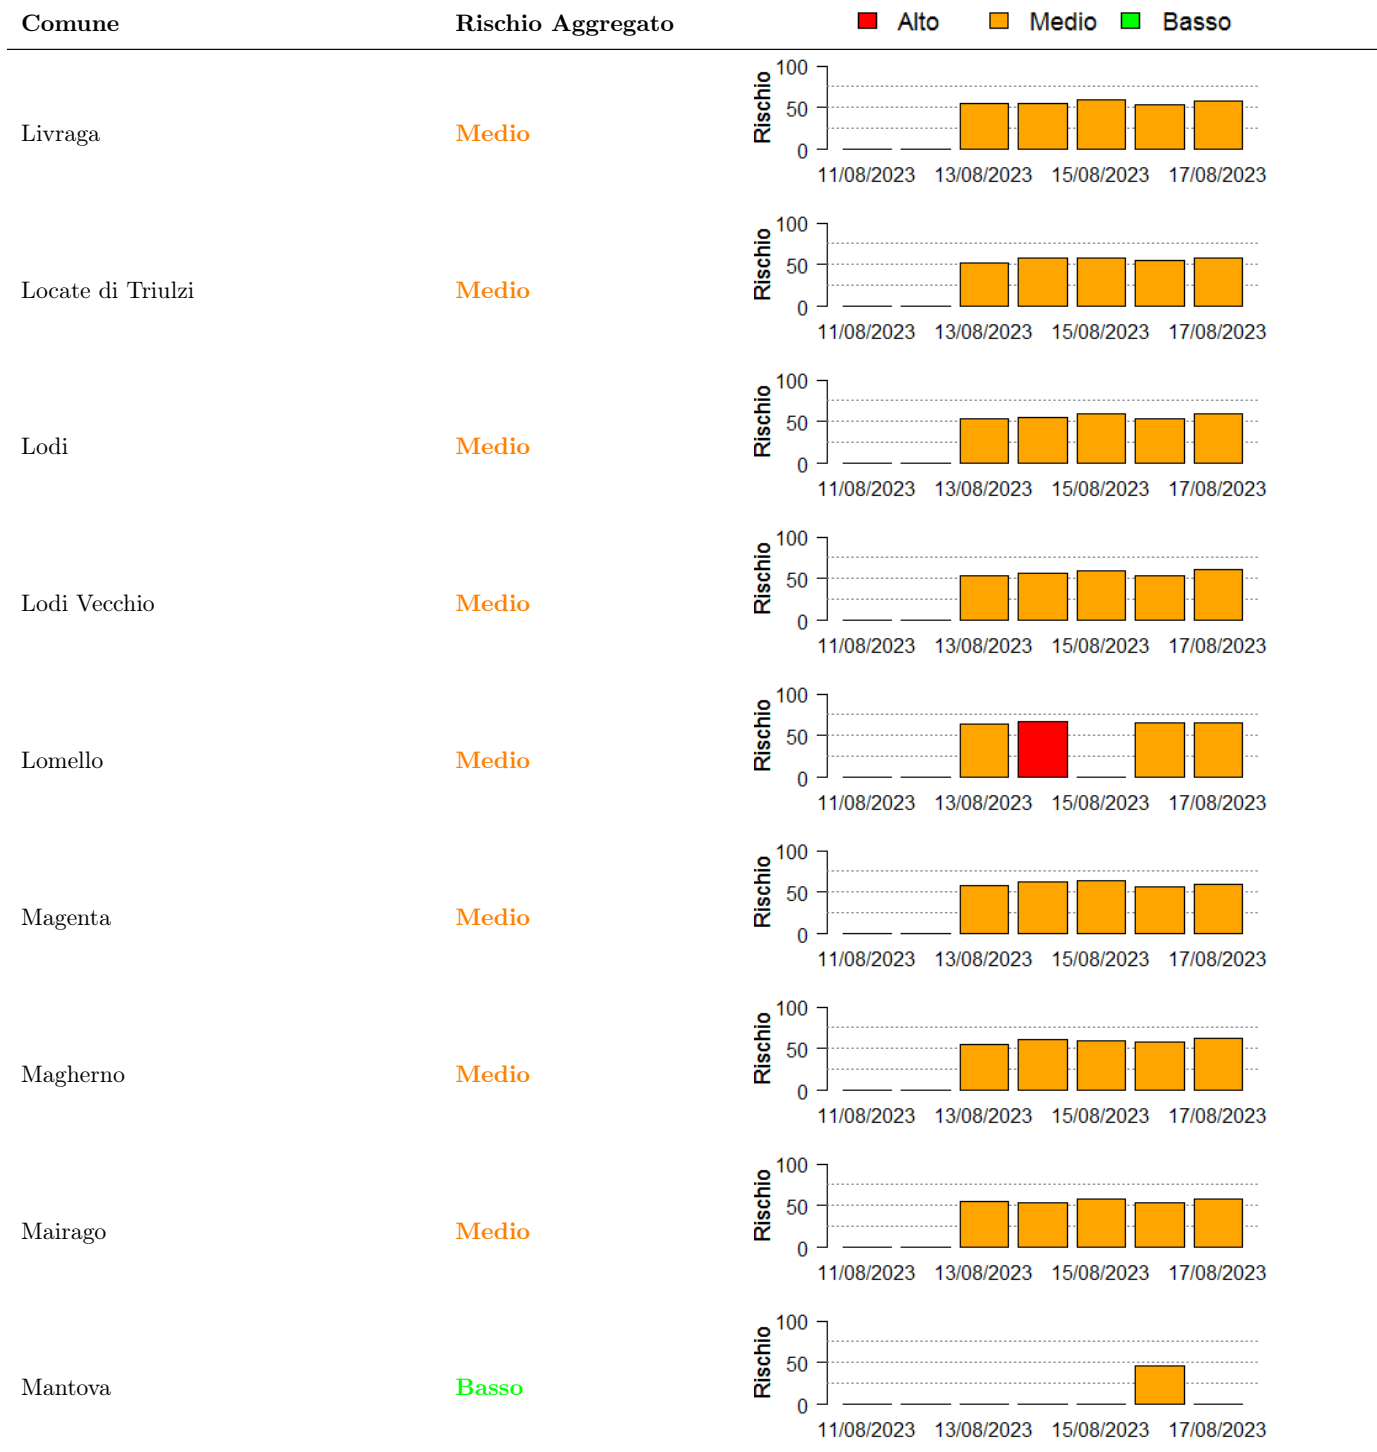 Comune Rischio Aggregato Alto Medio Basso
Livraga Medio Rischio 100 50 0
11/08/2023 13/08/2023 15/08/2023 17/08/2023
Locate di Triulzi Medio Rischio 100 50 0
11/08/2023 13/08/2023 15/08/2023 17/08/2023
Lodi Medio Rischio 100 50 0
11/08/2023 13/08/2023 15/08/2023 17/08/2023
Lodi Vecchio Medio Rischio 100 50 0
11/08/2023 13/08/2023 15/08/2023 17/08/2023
Lomello Medio Rischio 100 50 0
11/08/2023 13/08/2023 15/08/2023 17/08/2023
Magenta Medio Rischio 100 50 0
11/08/2023 13/08/2023 15/08/2023 17/08/2023
Magherno Medio Rischio 100 50 0
11/08/2023 13/08/2023 15/08/2023 17/08/2023
Mairago Medio Rischio 100 50 0
11/08/2023 13/08/2023 15/08/2023 17/08/2023
Mantova Basso Rischio 100 50 0
11/08/2023 13/08/2023 15/08/2023 17/08/2023